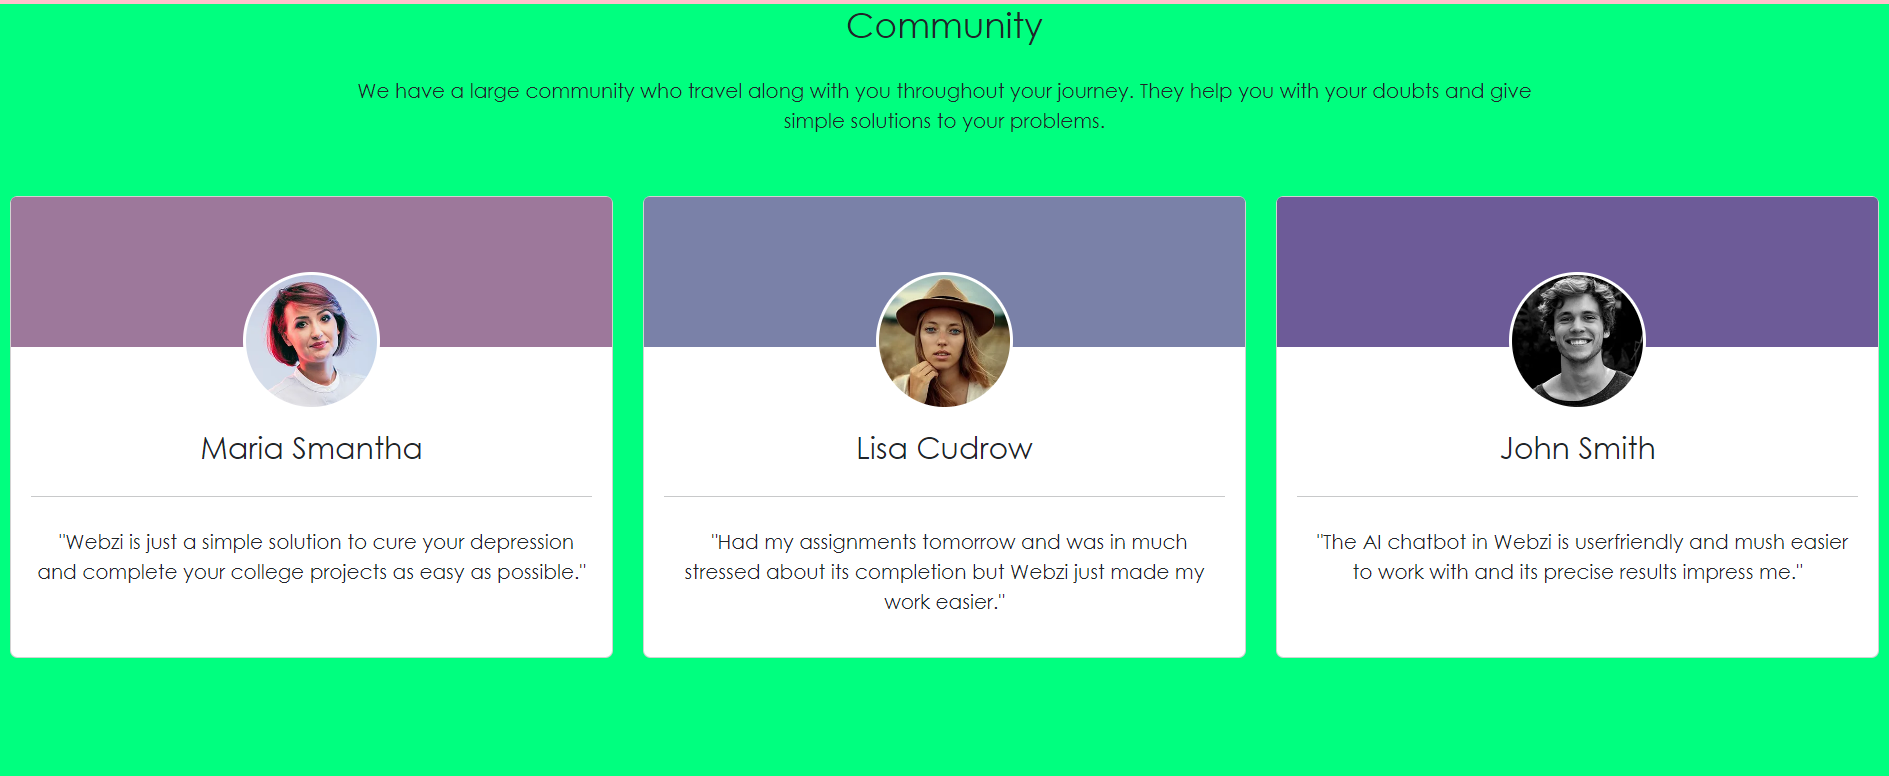 Community
We have a large community who travel along with you throughout your journey. They help you with your doubts and give
simple solutions to your problems.
Maria Smantha
"Webzi is just a simple solution to cure your depression
and complete your college projects as easy as possible."
Lisa Cudrow
"Had my assignments tomorrow and was in much
stressed about its completion but Webzi just made my
work easier."
John Smith
"The AI chatbot in Webzi is userfriendly and mush easier
to work with and its precise results impress me."